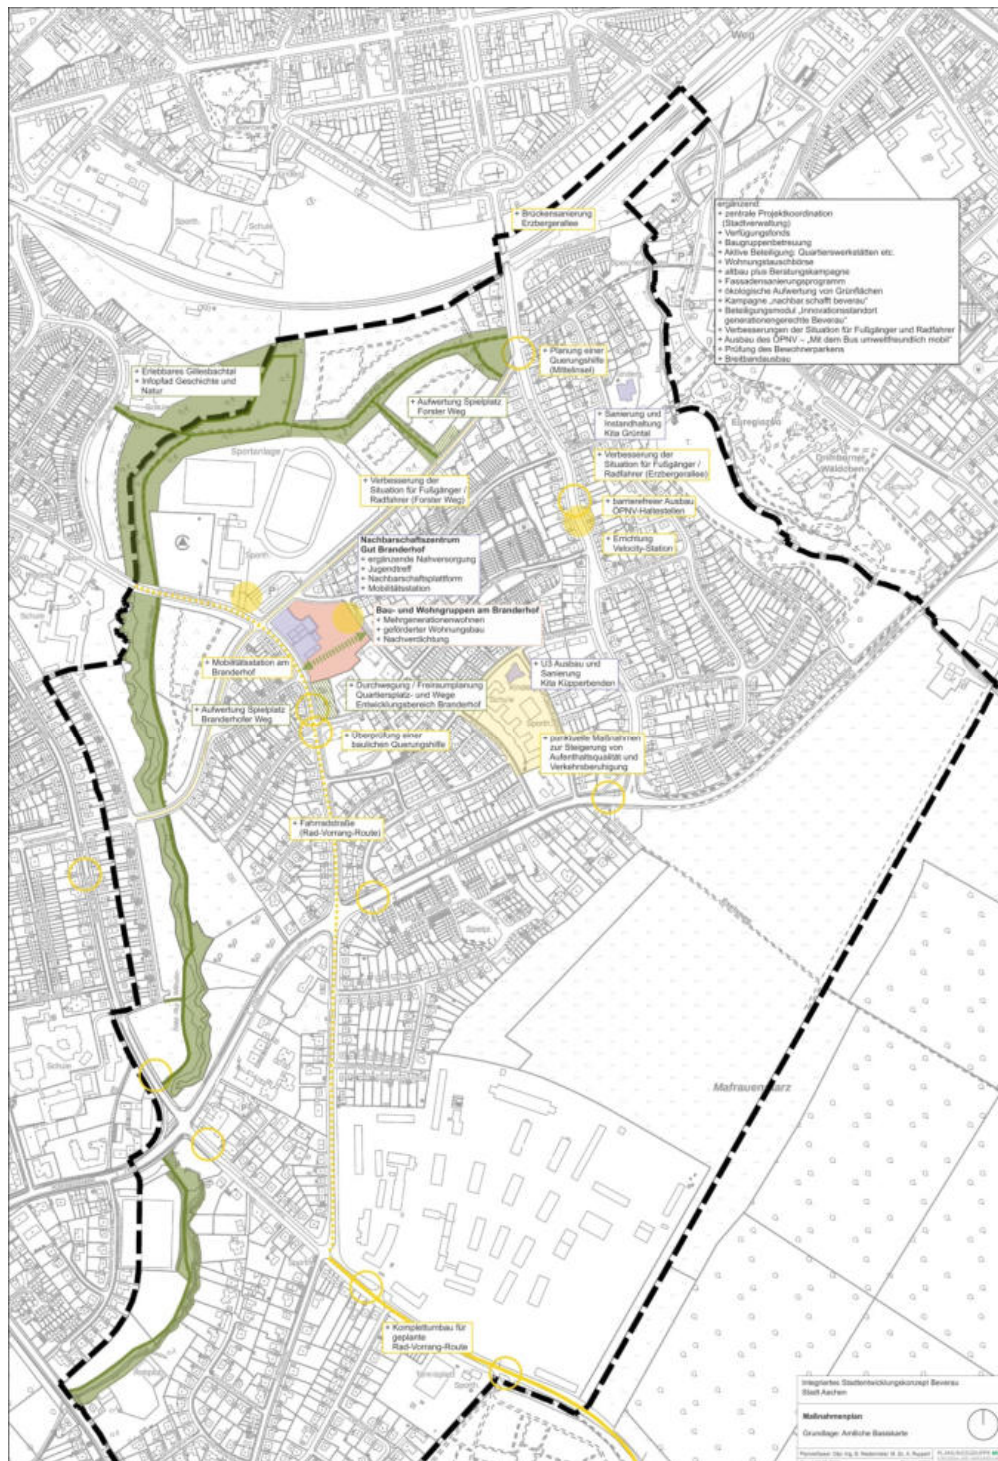 Weg
Schule
+ Brückensanierung
Erzbergerallee
ergänzend:
+ zentrale Projektkoordination
(Stadtverwaltung)
+ Verfügungsfonds
+ Baugruppenbetreuung
+ Aktive Beteiligung: Quartierswerkstätten etc.
+ Wohnungstauschbörse
+ altbau plus Beratungskampagne
+ Fassadensanierungsprogramm
+ ökologische Aufwertung von Grünflächen
+ Kampagne „nachbar schafft beverau“
+ Beteiligungsmodul „Innovationsstandort
generationengerechte Beverau“
+ Verbesserungen der Situation für Fußgänger und Radfahrer
+ Ausbau des ÖPNV – „Mit dem Bus umweltfreundlich mobil“
+ Prüfung des Bewohnerparkens
+ Breitbandausbau
+ Planung einer
Querungshilfe
(Mittelinsel)
+ Erlebbares Gillesbachtal
+ Infopfad Geschichte und
Natur
+ Aufwertung Spielplatz
Forster Weg
+ Sanierung und
Instandhaltung
Kita Grüntal
Euregiozoo
Drimborner
Wäldchen
Sportanlage
+ Verbesserung der
Situation für Fußgänger /
Radfahrer (Erzbergerallee)
+ Verbesserung der
Situation für Fußgänger /
Radfahrer (Forster Weg)
+ barrierefreier Ausbau
ÖPNV-Haltestellen
+ Errichtung
Velocity-Station
Nachbarschaftszentrum
Gut Branderhof
+ ergänzende Nahversorgung
+ Jugendtreff
+ Nachbarschaftsplattform
+ Mobilitätsstation
Bau- und Wohngruppen am Branderhof
+ Mehrgenerationenwohnen
+ geförderter Wohnungsbau
+ Nachverdichtung
+ Mobilitätsstation am
Branderhof
+ U3 Ausbau und
Sanierung
Kita Küpperbenden
+ Durchwegung / Freiraumplanung
Quartiersplatz- und Wege
Entwicklungsbereich Branderhof
+ Aufwertung Spielplatz
Branderhofer Weg
+ Überprüfung einer
baulichen Querungshilfe
+ punktuelle Maßnahmen
zur Steigerung von
Aufenthaltsqualität und
Verkehrsberuhigung
+ Fahrradstraße
(Rad-Vorrang-Route)
Spielpl.
Schule
+ Komplettumbau für
geplante
Rad-Vorrang-Route
Integriertes Stadtentwicklungskonzept Beverau
Stadt Aachen
Maßnahmenplan
Grundlage: Amtliche Basiskarte